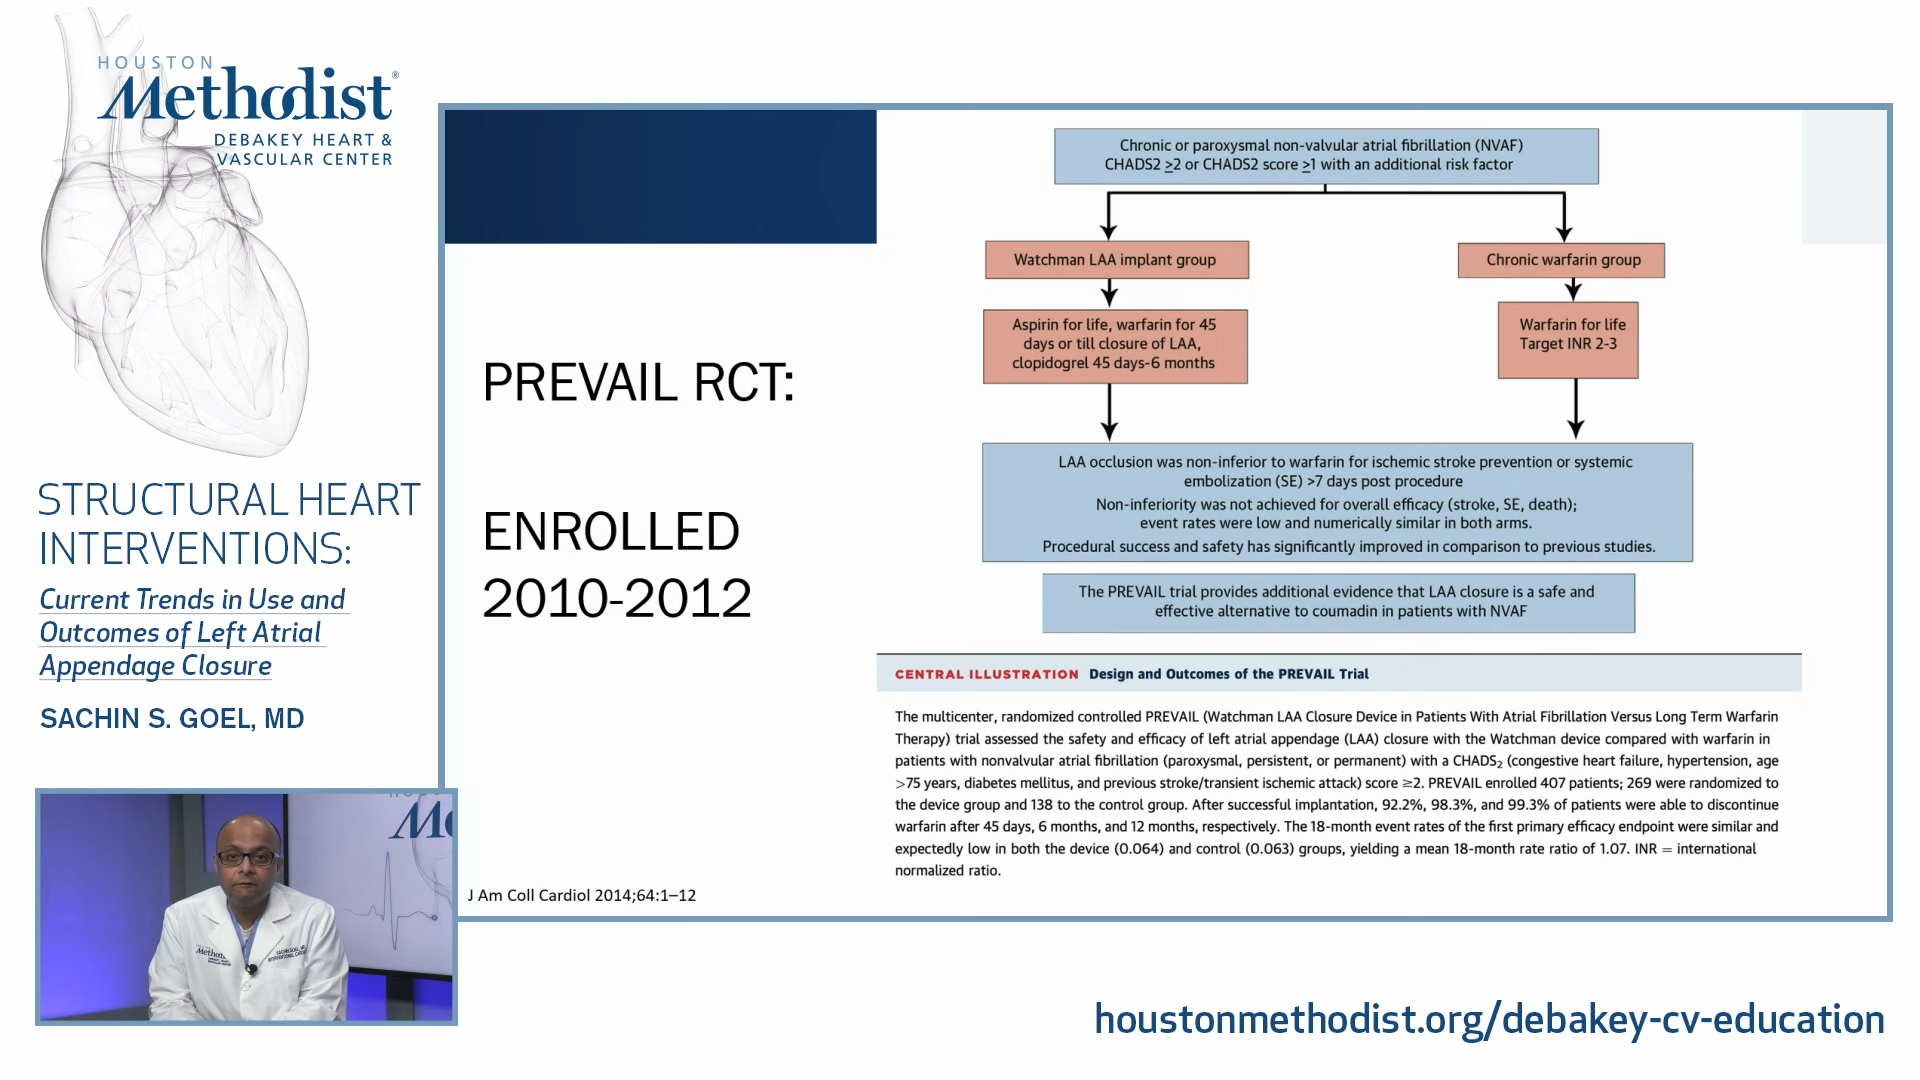 HOUSTON
Methodist®
DEBAKEY HEART &
VASCULAR CENTER
STRUCTURAL HEART
INTERVENTIONS:
Current Trends in Use and
Outcomes of Left Atrial
Appendage Closure
SACHIN S. GOEL, MD
PREVAIL RCT:
ENROLLED
2010-2012
J Am Coll Cardiol 2014;64:1–12
Chronic or paroxysmal non-valvular atrial fibrillation (NVAF)
CHADS2 ≥2 or CHADS2 score ≥1 with an additional risk factor
Watchman LAA implant group
Chronic warfarin group
Aspirin for life, warfarin for 45
days or till closure of LAA,
clopidogrel 45 days-6 months
Warfarin for life
Target INR 2-3
LAA occlusion was non-inferior to warfarin for ischemic stroke prevention or systemic
embolization (SE) >7 days post procedure
Non-inferiority was not achieved for overall efficacy (stroke, SE, death);
event rates were low and numerically similar in both arms.
Procedural success and safety has significantly improved in comparison to previous studies.
The PREVAIL trial provides additional evidence that LAA closure is a safe and
effective alternative to coumadin in patients with NVAF
CENTRAL ILLUSTRATION Design and Outcomes of the PREVAIL Trial
The multicenter, randomized controlled PREVAIL (Watchman LAA Closure Device in Patients With Atrial Fibrillation Versus Long Term Warfarin
Therapy) trial assessed the safety and efficacy of left atrial appendage (LAA) closure with the Watchman device compared with warfarin in
patients with nonvalvular atrial fibrillation (paroxysmal, persistent, or permanent) with a CHADS₂ (congestive heart failure, hypertension, age
>75 years, diabetes mellitus, and previous stroke/transient ischemic attack) score ≥2. PREVAIL enrolled 407 patients; 269 were randomized to
the device group and 138 to the control group. After successful implantation, 92.2%, 98.3%, and 99.3% of patients were able to discontinue
warfarin after 45 days, 6 months, and 12 months, respectively. The 18-month event rates of the first primary efficacy endpoint were similar and
expectedly low in both the device (0.064) and control (0.063) groups, yielding a mean 18-month rate ratio of 1.07. INR = international
normalized ratio.
houstonmethodist.org/debakey-cv-education